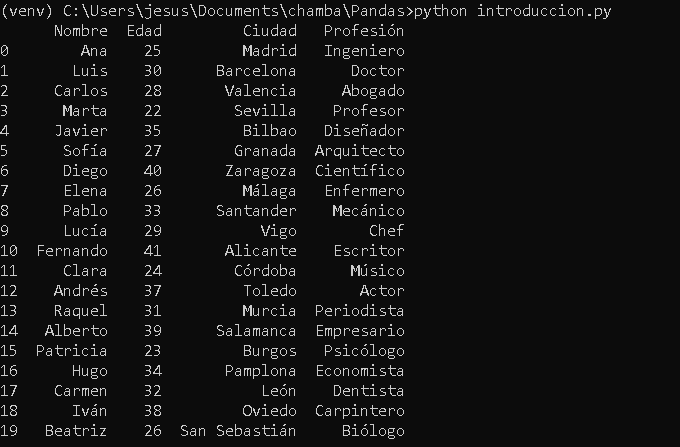 (venv) C:\Users\jesus\Documents\chamba\Pandas>python introduccion.py
Nombre Edad Ciudad Profesión
0 Ana 25 Madrid Ingeniero
1 Luis 30 Barcelona Doctor
2 Carlos 28 Valencia Abogado
3 Marta 22 Sevilla Profesor
4 Javier 35 Bilbao Diseñador
5 Sofía 27 Granada Arquitecto
6 Diego 40 Zaragoza Científico
7 Elena 26 Málaga Enfermero
8 Pablo 33 Santander Mecánico
9 Lucía 29 Vigo Chef
10 Fernando 41 Alicante Escritor
11 Clara 24 Córdoba Músico
12 Andrés 37 Toledo Actor
13 Raquel 31 Murcia Periodista
14 Alberto 39 Salamanca Empresario
15 Patricia 23 Burgos Psicólogo
16 Hugo 34 Pamplona Economista
17 Carmen 32 León Dentista
18 Iván 38 Oviedo Carpintero
19 Beatriz 26 San Sebastián Biólogo